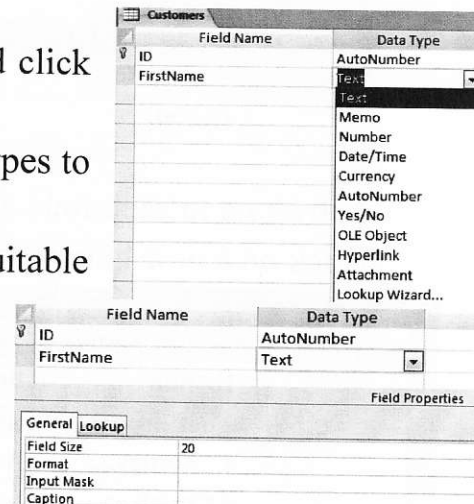 Customers
Field Name Data Type
ID AutoNumber
FirstName Text
Text
d click
Memo
Number
pes to
Date/Time
Currency
AutoNumber
Yes/No
uitable
OLE Object
Hyperlink
Attachment
Lookup Wizard...
Field Name Data Type
ID AutoNumber
FirstName Text
Field Properties
General Lookup
Field Size 20
Format
Input Mask
Caption